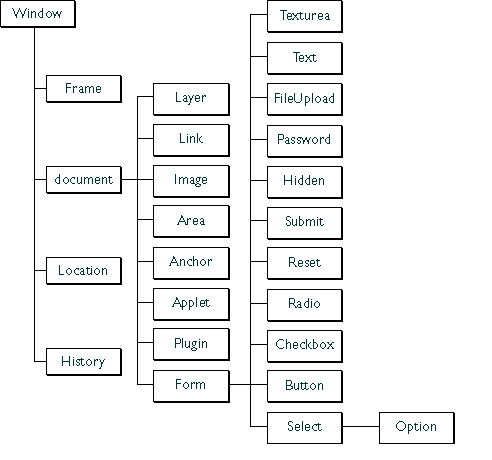 Window
Frame
document
Location
History
Layer
Link
Image
Area
Anchor
Applet
Plugin
Form
Texturea
Text
FileUpload
Password
Hidden
Submit
Reset
Radio
Checkbox
Button
Select
Option